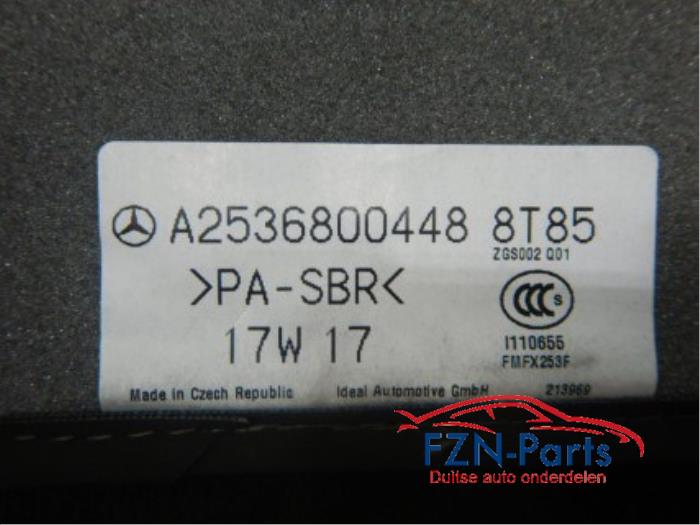 A2536800448 8T85
ZGS002 Q01
>PA-SBR<
CCC S
17W 17
I110655
FMFX253F
Made in Czech Republic Ideal Automotive GmbH 213969
FZN-Parts
Duitse auto onderdelen